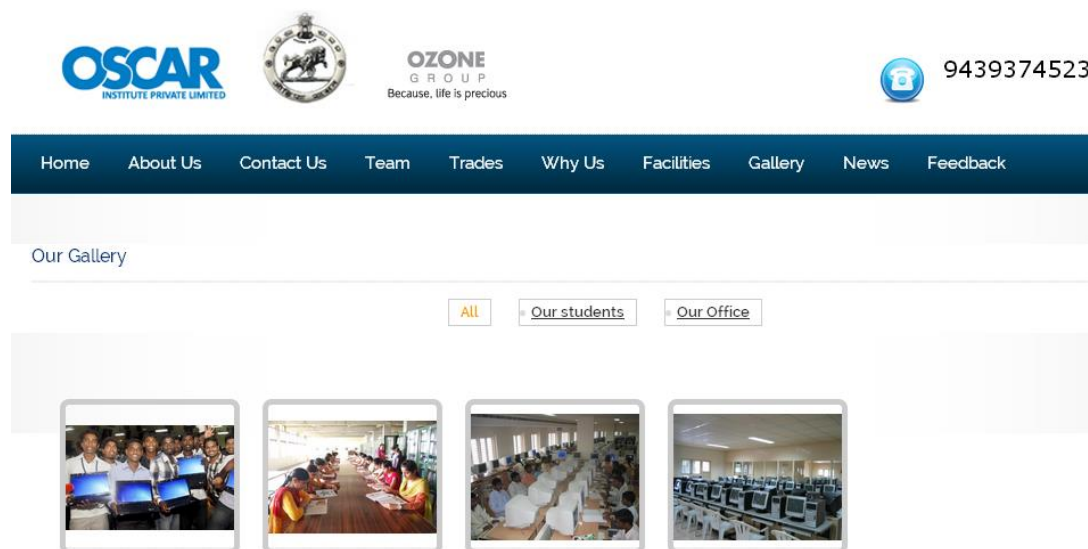 OSCAR
INSTITUTE PRIVATE LIMITED
OZONE
GROUP
Because, life is precious
9439374523
Home About Us Contact Us Team Trades Why Us Facilities Gallery News Feedback
Our Gallery
All Our students Our Office